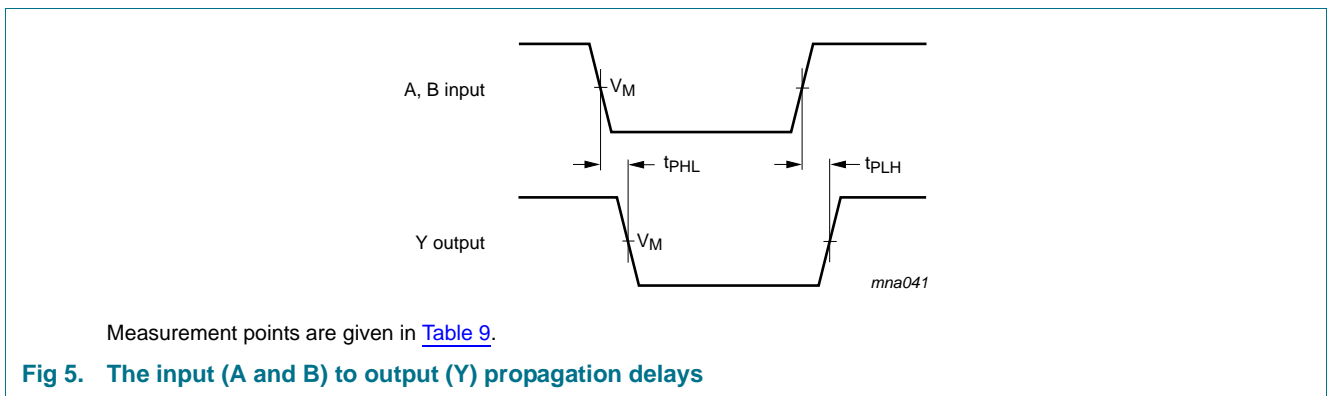 A, B input
VM
tPHL
tPLH
Y output
VM
mna041
Measurement points are given in Table 9.
Fig 5. The input (A and B) to output (Y) propagation delays